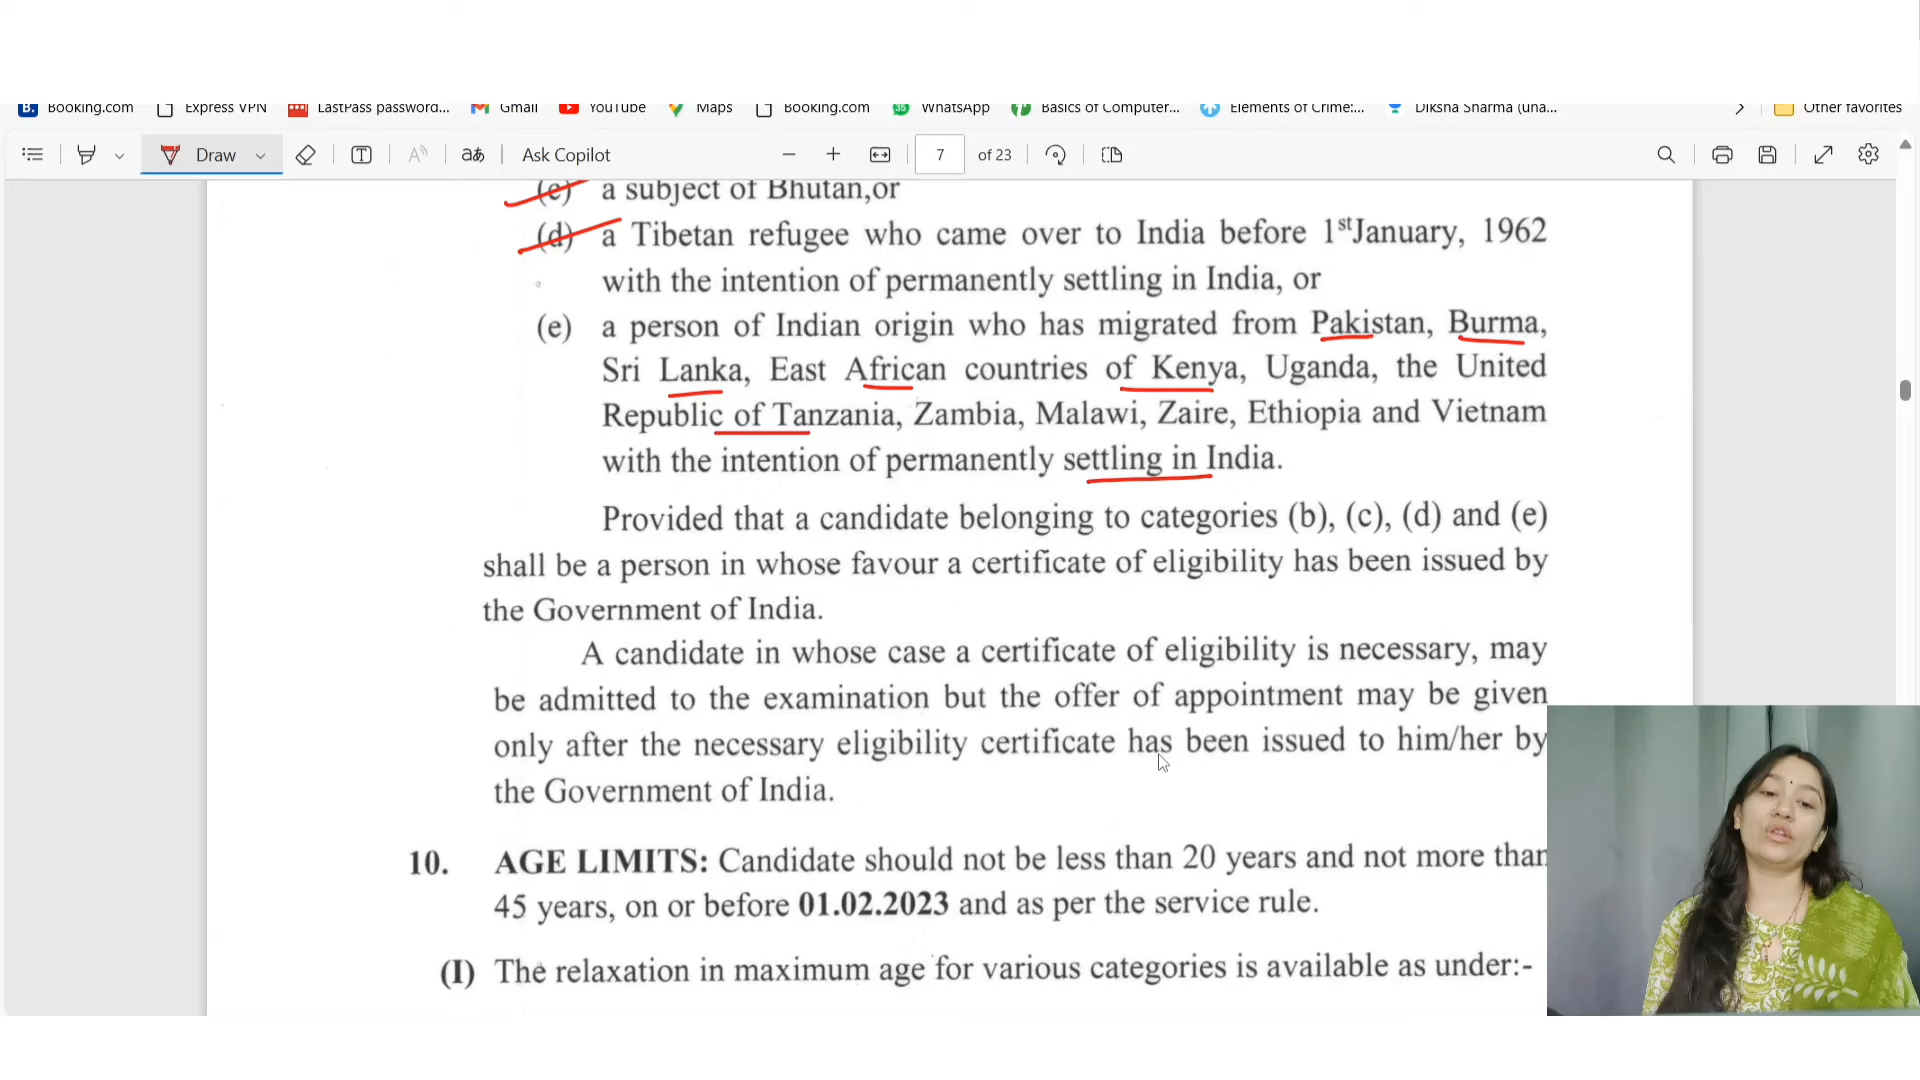 Booking.com Express VPN LastPass password... Gmail YouTube Maps Booking.com WhatsApp Basics of Computer... Elements of Crime:... Diksha Sharma (una... Other favorites
Draw Ask Copilot 7 of 23
(c) a subject of Bhutan,or
(d) a Tibetan refugee who came over to India before 1stJanuary, 1962
with the intention of permanently settling in India, or
(e) a person of Indian origin who has migrated from Pakistan, Burma,
Sri Lanka, East African countries of Kenya, Uganda, the United
Republic of Tanzania, Zambia, Malawi, Zaire, Ethiopia and Vietnam
with the intention of permanently settling in India.
Provided that a candidate belonging to categories (b), (c), (d) and (e)
shall be a person in whose favour a certificate of eligibility has been issued by
the Government of India.
A candidate in whose case a certificate of eligibility is necessary, may
be admitted to the examination but the offer of appointment may be given
only after the necessary eligibility certificate has been issued to him/her by
the Government of India.
10. AGE LIMITS: Candidate should not be less than 20 years and not more than
45 years, on or before 01.02.2023 and as per the service rule.
(I) The relaxation in maximum age for various categories is available as under:-